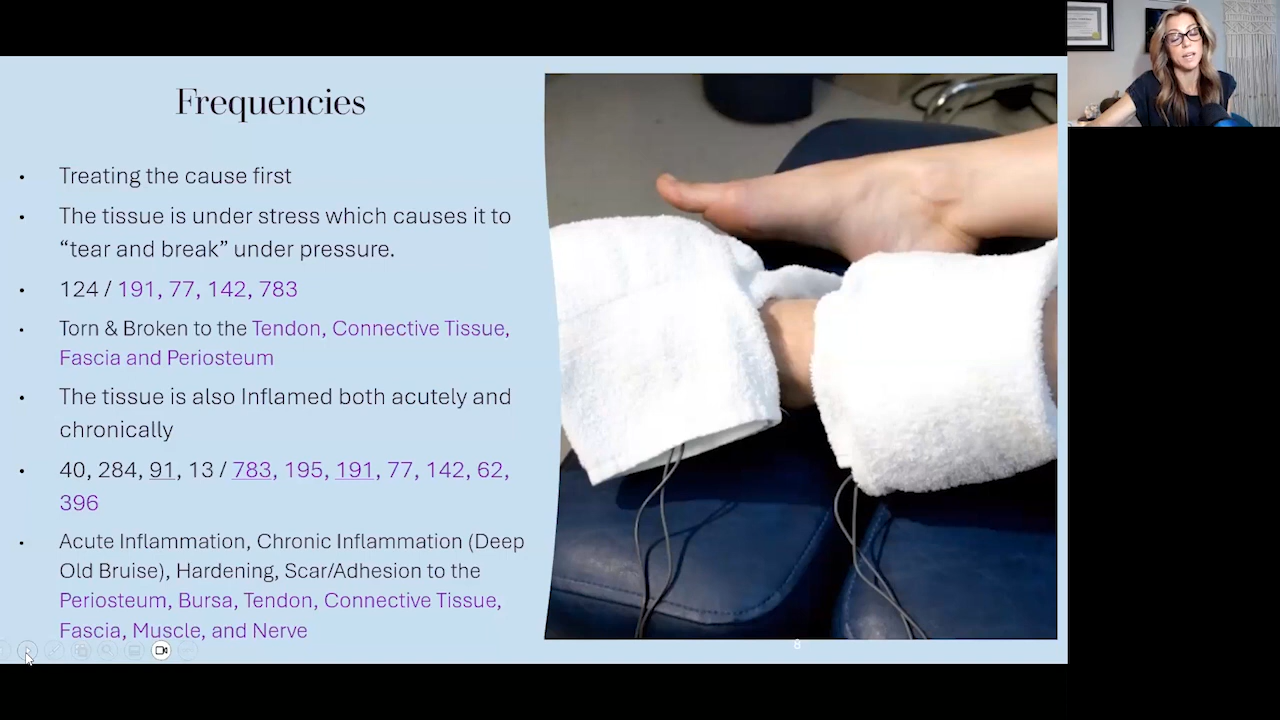 Frequencies
• Treating the cause first
• The tissue is under stress which causes it to
“tear and break” under pressure.
• 124 / 191, 77, 142, 783
• Torn & Broken to the Tendon, Connective Tissue,
Fascia and Periosteum
• The tissue is also Inflamed both acutely and
chronically
• 40, 284, 91, 13 / 783, 195, 191, 77, 142, 62,
396
• Acute Inflammation, Chronic Inflammation (Deep
Old Bruise), Hardening, Scar/Adhesion to the
Periosteum, Bursa, Tendon, Connective Tissue,
Fascia, Muscle, and Nerve
8